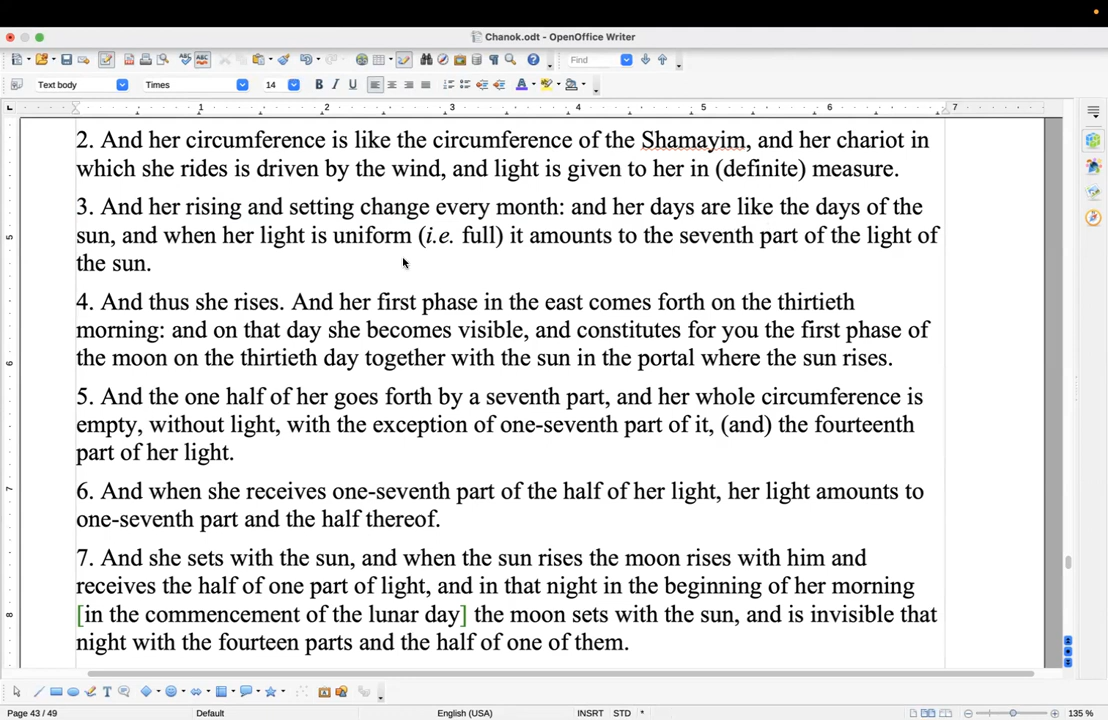 Chanok.odt - OpenOffice Writer
Find
Text body
Times
14
1 2 3 4 5 6 7
2. And her circumference is like the circumference of the Shamayim, and her chariot in
which she rides is driven by the wind, and light is given to her in (definite) measure.
3. And her rising and setting change every month: and her days are like the days of the
sun, and when her light is uniform (i.e. full) it amounts to the seventh part of the light of
the sun.
4. And thus she rises. And her first phase in the east comes forth on the thirtieth
morning: and on that day she becomes visible, and constitutes for you the first phase of
the moon on the thirtieth day together with the sun in the portal where the sun rises.
5. And the one half of her goes forth by a seventh part, and her whole circumference is
empty, without light, with the exception of one-seventh part of it, (and) the fourteenth
part of her light.
6. And when she receives one-seventh part of the half of her light, her light amounts to
one-seventh part and the half thereof.
7. And she sets with the sun, and when the sun rises the moon rises with him and
receives the half of one part of light, and in that night in the beginning of her morning
[in the commencement of the lunar day] the moon sets with the sun, and is invisible that
night with the fourteen parts and the half of one of them.
Page 43 / 49 Default English (USA) INSRT STD * 135 %